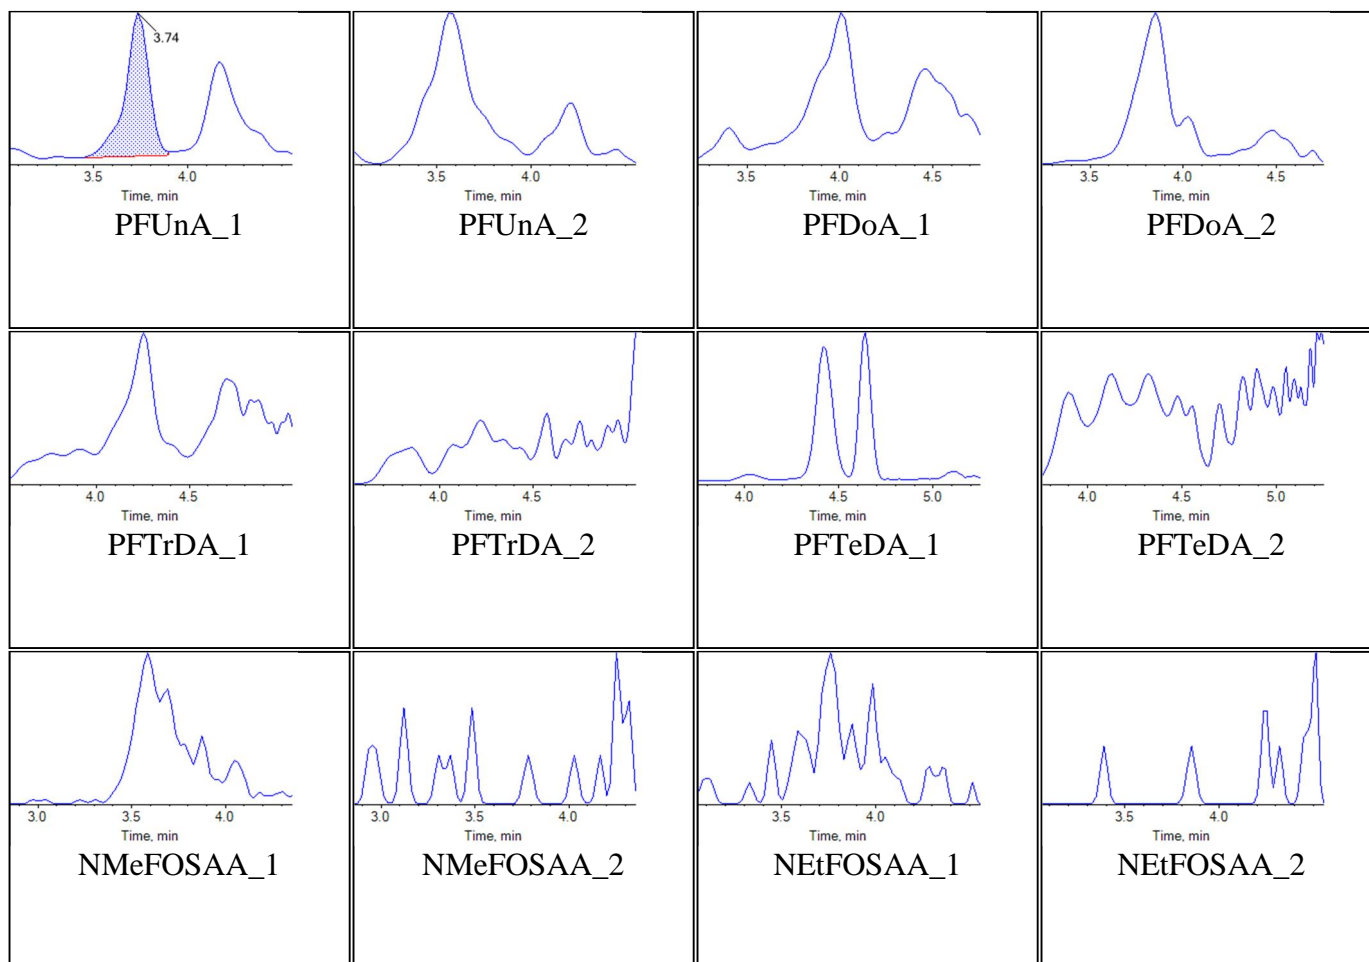 3.74
3.5 4.0
Time, min
PFUnA_1
3.5 4.0
Time, min
PFUnA_2
3.5 4.0 4.5
Time, min
PFDoA_1
3.5 4.0 4.5
Time, min
PFDoA_2
4.0 4.5
Time, min
PFTrDA_1
4.0 4.5
Time, min
PFTrDA_2
4.0 4.5 5.0
Time, min
PFTeDA_1
4.0 4.5 5.0
Time, min
PFTeDA_2
3.0 3.5 4.0
Time, min
NMeFOSAA_1
3.0 3.5 4.0
Time, min
NMeFOSAA_2
3.5 4.0
Time, min
NEtFOSAA_1
3.5 4.0
Time, min
NEtFOSAA_2